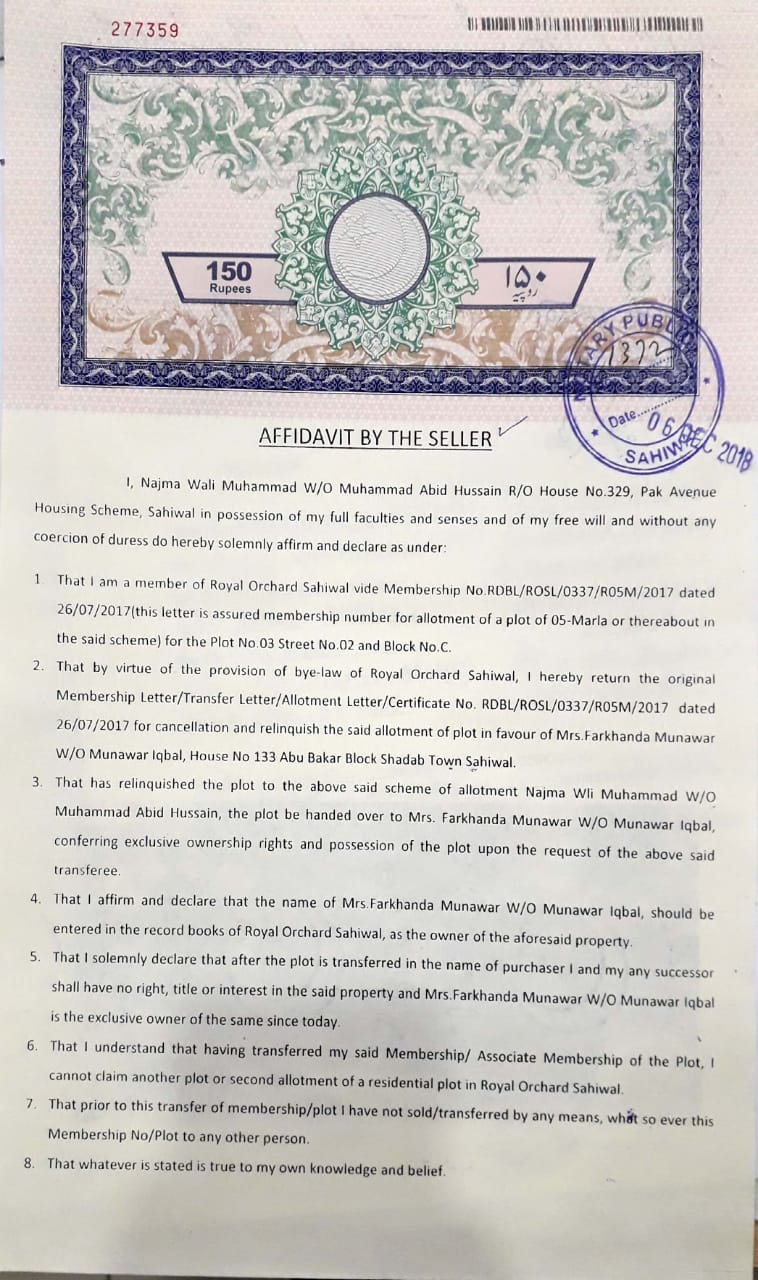 277359
150
Rupees
۱۵۰
روپیہ
NOTARY PUBLIC
1372
Date..........
06 DEC 2018
SAHIWAL
AFFIDAVIT BY THE SELLER
I, Najma Wali Muhammad W/O Muhammad Abid Hussain R/O House No.329, Pak Avenue
Housing Scheme, Sahiwal in possession of my full faculties and senses and of my free will and without any
coercion of duress do hereby solemnly affirm and declare as under:
1. That I am a member of Royal Orchard Sahiwal vide Membership No.RDBL/ROSL/0337/R05M/2017 dated
26/07/2017(this letter is assured membership number for allotment of a plot of 05-Marla or thereabout in
the said scheme) for the Plot No.03 Street No.02 and Block No.C.
2. That by virtue of the provision of bye-law of Royal Orchard Sahiwal, I hereby return the original
Membership Letter/Transfer Letter/Allotment Letter/Certificate No. RDBL/ROSL/0337/R05M/2017 dated
26/07/2017 for cancellation and relinquish the said allotment of plot in favour of Mrs.Farkhanda Munawar
W/O Munawar Iqbal, House No 133 Abu Bakar Block Shadab Town Sahiwal.
3. That has relinquished the plot to the above said scheme of allotment Najma Wli Muhammad W/O
Muhammad Abid Hussain, the plot be handed over to Mrs. Farkhanda Munawar W/O Munawar Iqbal,
conferring exclusive ownership rights and possession of the plot upon the request of the above said
transferee.
4. That I affirm and declare that the name of Mrs.Farkhanda Munawar W/O Munawar Iqbal, should be
entered in the record books of Royal Orchard Sahiwal, as the owner of the aforesaid property.
5. That I solemnly declare that after the plot is transferred in the name of purchaser I and my any successor
shall have no right, title or interest in the said property and Mrs.Farkhanda Munawar W/O Munawar Iqbal
is the exclusive owner of the same since today.
6. That I understand that having transferred my said Membership/ Associate Membership of the Plot, I
cannot claim another plot or second allotment of a residential plot in Royal Orchard Sahiwal.
7. That prior to this transfer of membership/plot I have not sold/transferred by any means, what so ever this
Membership No/Plot to any other person.
8. That whatever is stated is true to my own knowledge and belief.